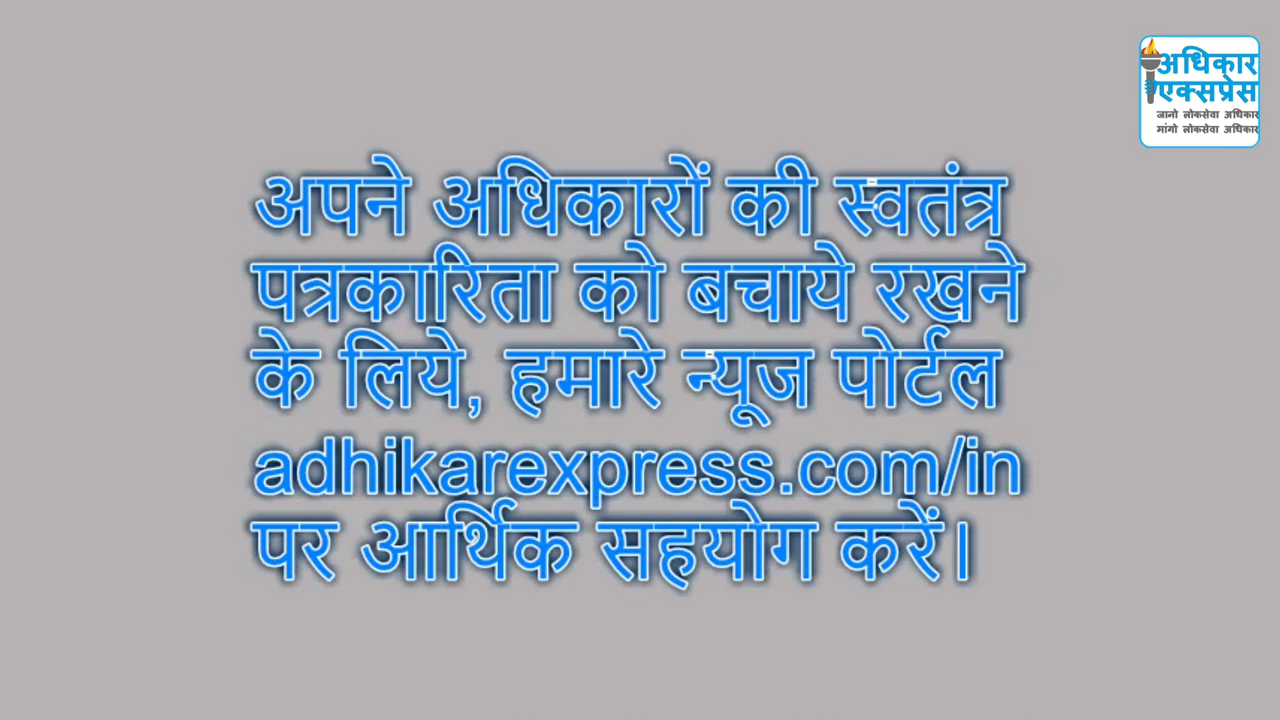 अधिकार
एक्सप्रेस
जानो लोकसेवा अधिकार
मांगो लोकसेवा अधिकार
अपने अधिकारों की स्वतंत्र
पत्रकारिता को बचाये रखने
के लिये, हमारे न्यूज पोर्टल
adhikarexpress.com/in
पर आर्थिक सहयोग करें।